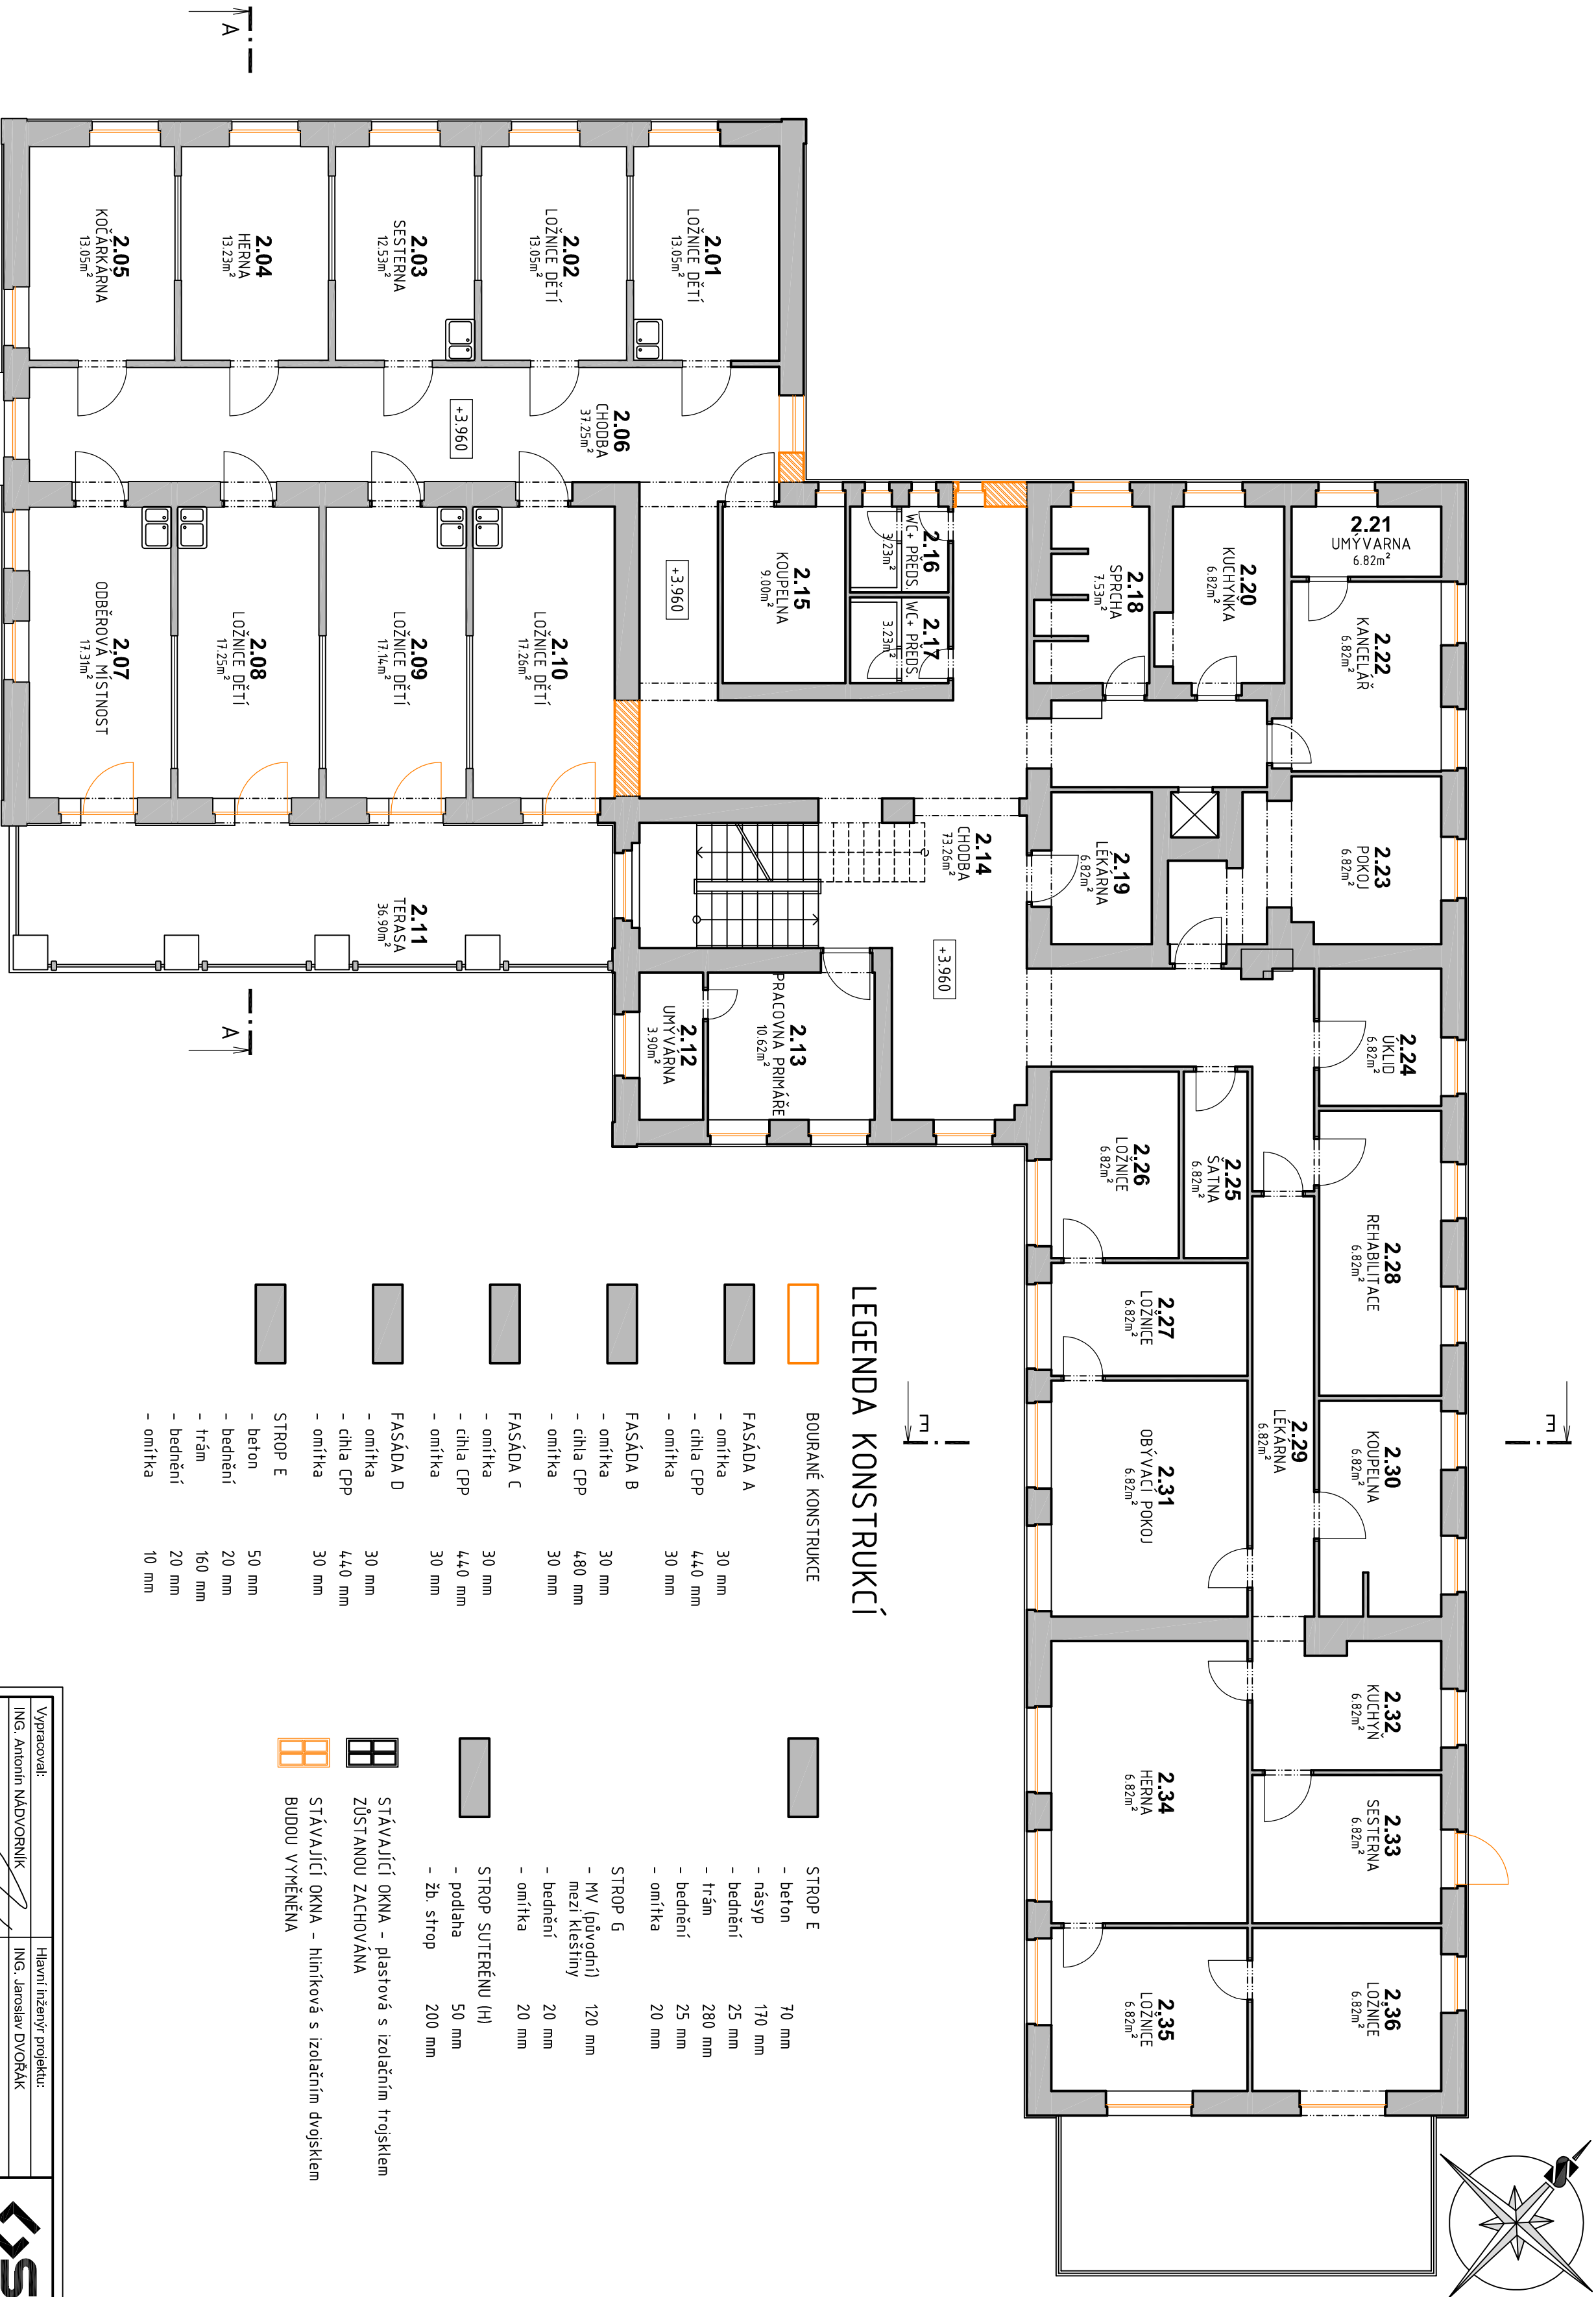 A
A
E
E
2.01
LOŽNICE DĚTÍ
13.05m²
2.02
LOŽNICE DĚTÍ
13.05m²
2.03
SESTERNA
12.53m²
2.04
HERNA
13.23m²
2.05
KOČÁRKÁRNA
13.05m²
2.06
CHODBA
37.25m²
+3.960
2.07
ODBĚROVÁ MÍSTNOST
17.31m²
2.08
LOŽNICE DĚTÍ
17.25m²
2.09
LOŽNICE DĚTÍ
17.14m²
2.10
LOŽNICE DĚTÍ
17.26m²
2.11
TERASA
36.90m²
2.12
UMÝVÁRNA
3.90m²
2.13
PRACOVNA PRIMÁŘE
10.62m²
2.14
CHODBA
73.26m²
+3.960
+3.960
2.15
KOUPELNA
9.00m²
2.16
WC+ PŘEDS.
3.23m²
2.17
WC+ PŘEDS.
3.23m²
2.18
SPRCHA
7.53m²
2.19
LÉKÁRNA
6.82m²
2.20
KUCHYŇKA
6.82m²
2.21
UMÝVÁRNA
6.82m²
2.22
KANCELÁŘ
6.82m²
2.23
POKOJ
6.82m²
2.24
ÚKLID
6.82m²
2.25
ŠATNA
6.82m²
2.26
LOŽNICE
6.82m²
2.27
LOŽNICE
6.82m²
2.28
REHABILITACE
6.82m²
2.29
LÉKÁRNA
6.82m²
2.30
KOUPELNA
6.82m²
2.31
OBÝVACÍ POKOJ
6.82m²
2.32
KUCHYŇ
6.82m²
2.33
SESTERNA
6.82m²
2.34
HERNA
6.82m²
2.35
LOŽNICE
6.82m²
2.36
LOŽNICE
6.82m²
S
LEGENDA KONSTRUKCÍ
BOURANÉ KONSTRUKCE
FASÁDA A
- omítka 30 mm
- cihla CPP 440 mm
- omítka 30 mm
FASÁDA B
- omítka 30 mm
- cihla CPP 480 mm
- omítka 30 mm
FASÁDA C
- omítka 30 mm
- cihla CPP 440 mm
- omítka 30 mm
FASÁDA D
- omítka 30 mm
- cihla CPP 440 mm
- omítka 30 mm
STROP E
- beton 50 mm
- bednění 20 mm
- trám 160 mm
- bednění 20 mm
- omítka 10 mm
STROP E
- beton 70 mm
- násyp 170 mm
- bednění 25 mm
- trám 280 mm
- bednění 25 mm
- omítka 20 mm
STROP G
- MV (původní) 120 mm
mezi kleštiny
- bednění 20 mm
- omítka 20 mm
STROP SUTERÉNU (H)
- podlaha 50 mm
- žb. strop 200 mm
STÁVAJÍCÍ OKNA - plastová s izolačním trojsklem
ZŮSTANOU ZACHOVÁNA
STÁVAJÍCÍ OKNA - hliníková s izolačním dvojsklem
BUDOU VYMĚNĚNA
Vypracoval: Hlavní inženýr projektu:
ING. Antonín NÁDVORNÍK ING. Jaroslav DVOŘÁK